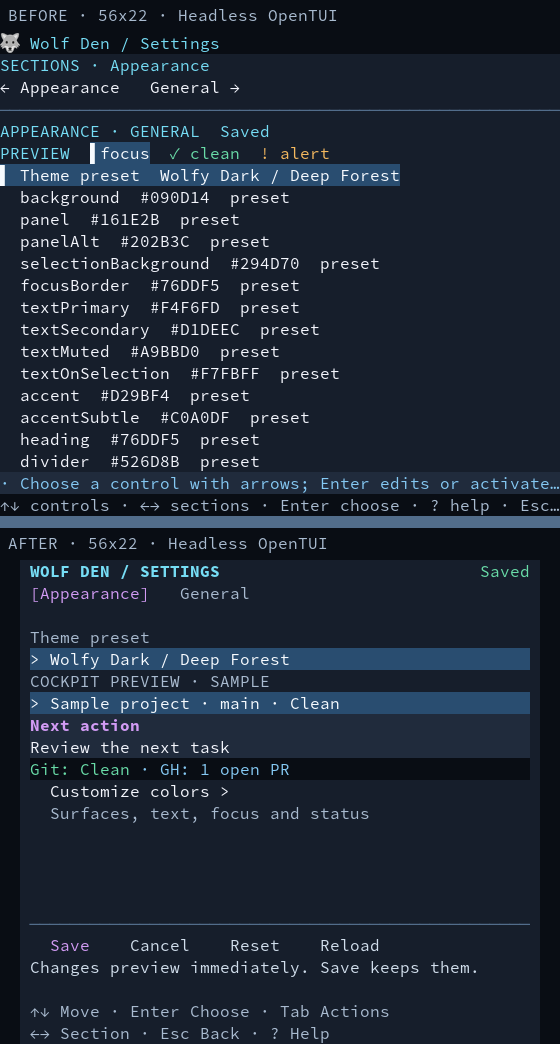 BEFORE · 56x22 · Headless OpenTUI
🐺 Wolf Den / Settings
SECTIONS · Appearance
← Appearance   General →
APPEARANCE · GENERAL  Saved
PREVIEW  ▌focus  ✓ clean  ! alert
▌ Theme preset  Wolfy Dark / Deep Forest
background  #090D14  preset
panel  #161E2B  preset
panelAlt  #202B3C  preset
selectionBackground  #294D70  preset
focusBorder  #76DDF5  preset
textPrimary  #F4F6FD  preset
textSecondary  #D1DEEC  preset
textMuted  #A9BBD0  preset
textOnSelection  #F7FBFF  preset
accent  #D29BF4  preset
accentSubtle  #C0A0DF  preset
heading  #76DDF5  preset
divider  #526D8B  preset
· Choose a control with arrows; Enter edits or activate…
↑↓ controls · ↔ sections · Enter choose · ? help · Esc…
AFTER · 56x22 · Headless OpenTUI
WOLF DEN / SETTINGS   Saved
[Appearance]   General
Theme preset
> Wolfy Dark / Deep Forest
COCKPIT PREVIEW · SAMPLE
> Sample project · main · Clean
Next action
Review the next task
Git: Clean · GH: 1 open PR
Customize colors >
Surfaces, text, focus and status
Save    Cancel    Reset    Reload
Changes preview immediately. Save keeps them.
↑↓ Move · Enter Choose · Tab Actions
↔ Section · Esc Back · ? Help